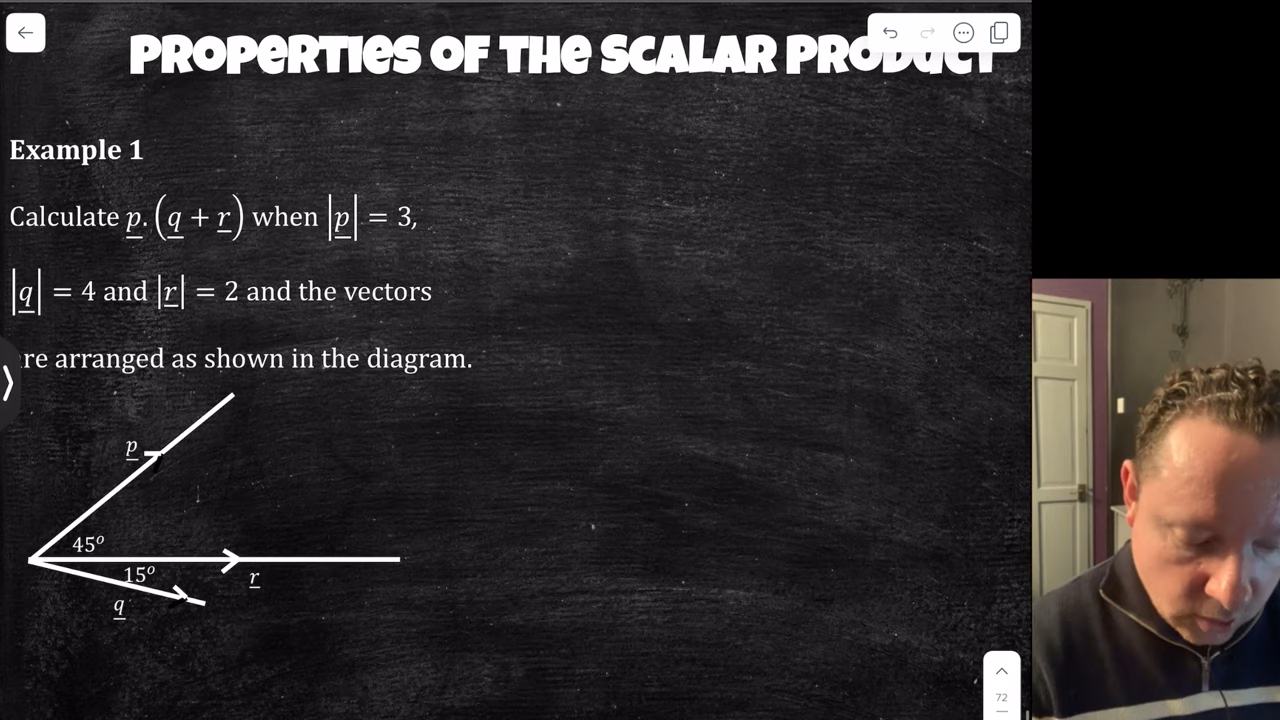 PROPERTIES OF THE SCALAR PRODUCT
Example 1
Calculate p. (q + r) when |p| = 3,
|q| = 4 and |r| = 2 and the vectors
are arranged as shown in the diagram.
p
45°
15°
r
q
72